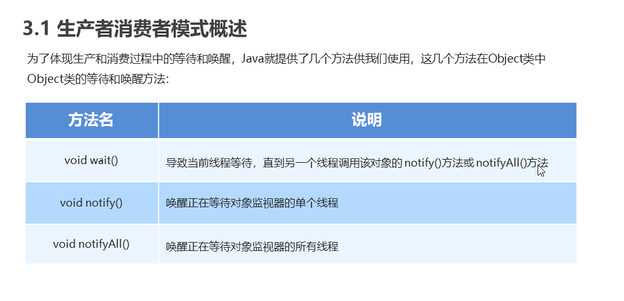 3.1 生产者消费者模式概述
为了体现生产和消费过程中的等待和唤醒，Java就提供了几个方法供我们使用，这几个方法在Object类中
Object类的等待和唤醒方法：
方法名 说明
void wait() 导致当前线程等待，直到另一个线程调用该对象的 notify()方法或 notifyAll()方法
void notify() 唤醒正在等待对象监视器的单个线程
void notifyAll() 唤醒正在等待对象监视器的所有线程